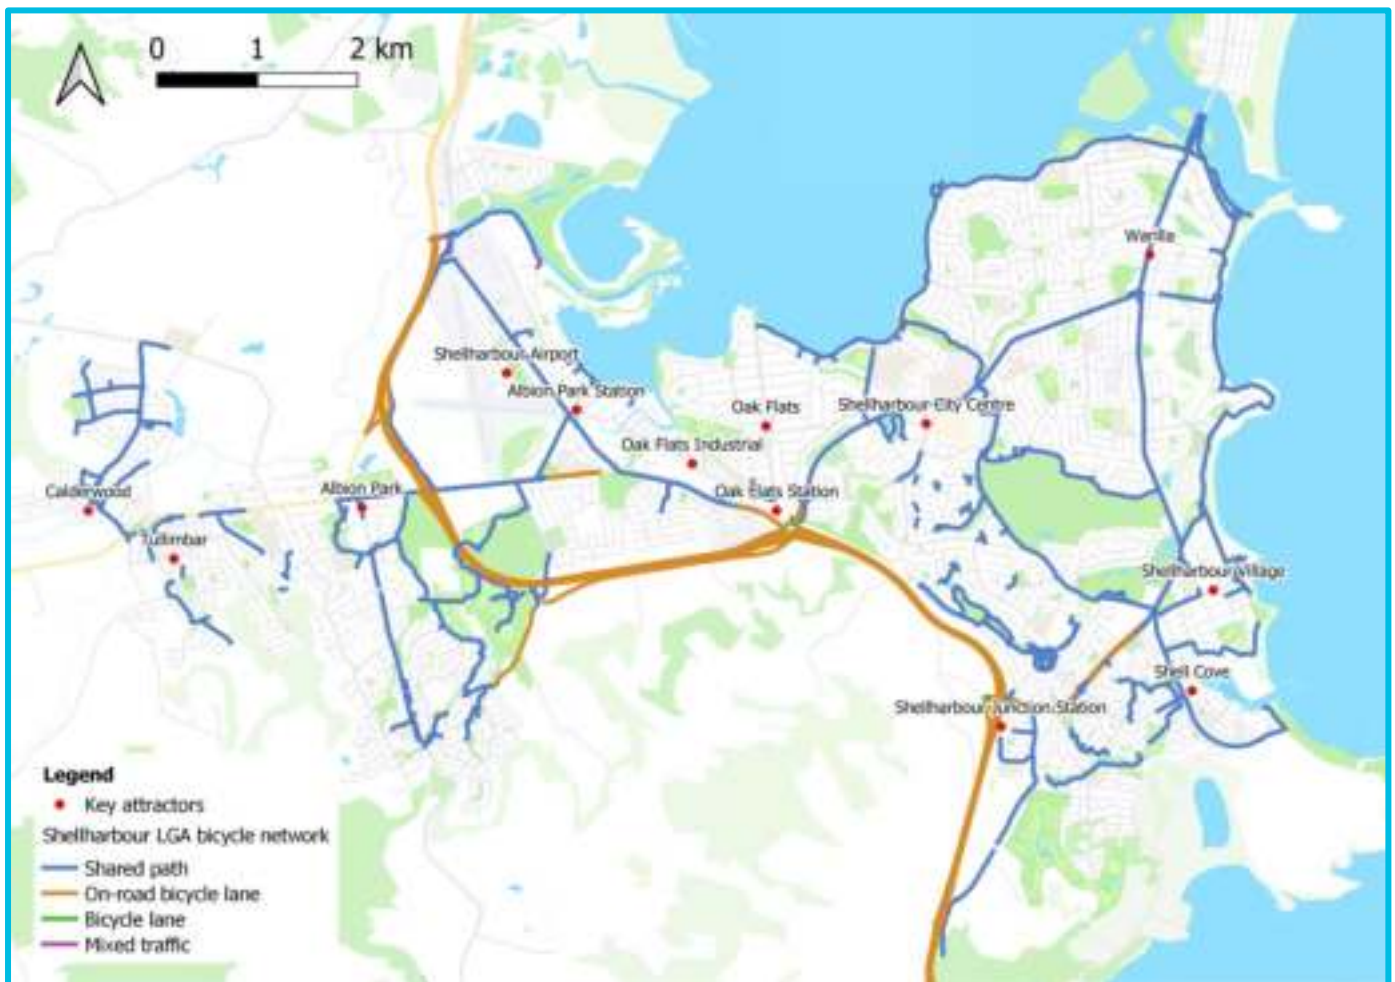 0 1 2 km
Warilla
Shellharbour Airport
Albion Park Station
Oak Flats
Shellharbour City Centre
Oak Flats Industrial
Calderwood
Albion Park
Oak Flats Station
Tullimbar
Shellharbour Village
Shell Cove
Shellharbour Junction Station
Legend
Key attractors
Shellharbour LGA bicycle network
Shared path
On-road bicycle lane
Bicycle lane
Mixed traffic